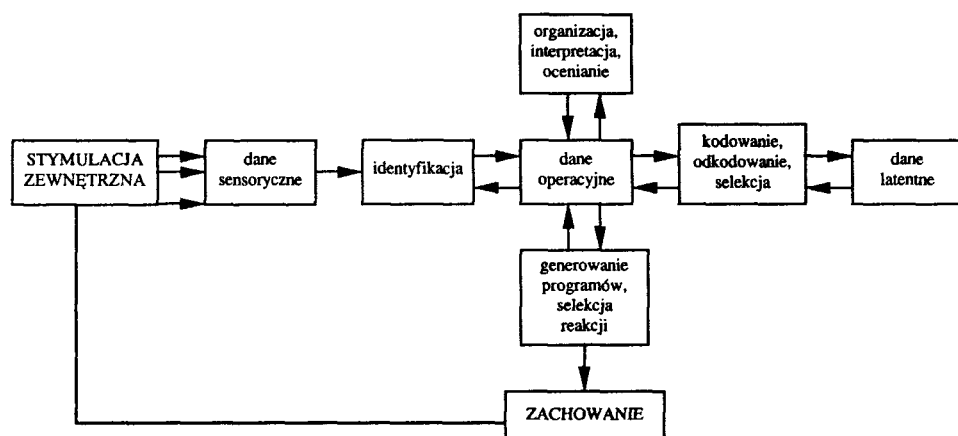 organizacja,
interpretacja,
ocenianie
STYMULACJA
ZEWNĘTRZNA
dane
sensoryczne
identyfikacja
dane
operacyjne
kodowanie,
odkodowanie,
selekcja
dane
latentne
generowanie
programów,
selekcja
reakcji
ZACHOWANIE